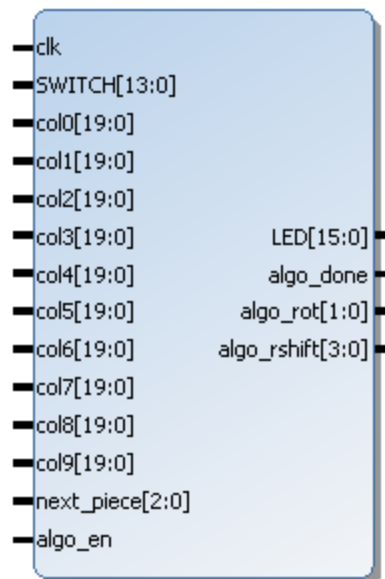 clk
SWITCH[13:0]
col0[19:0]
col1[19:0]
col2[19:0]
col3[19:0]
col4[19:0]
col5[19:0]
col6[19:0]
col7[19:0]
col8[19:0]
col9[19:0]
next_piece[2:0]
algo_en
LED[15:0]
algo_done
algo_rot[1:0]
algo_rshift[3:0]